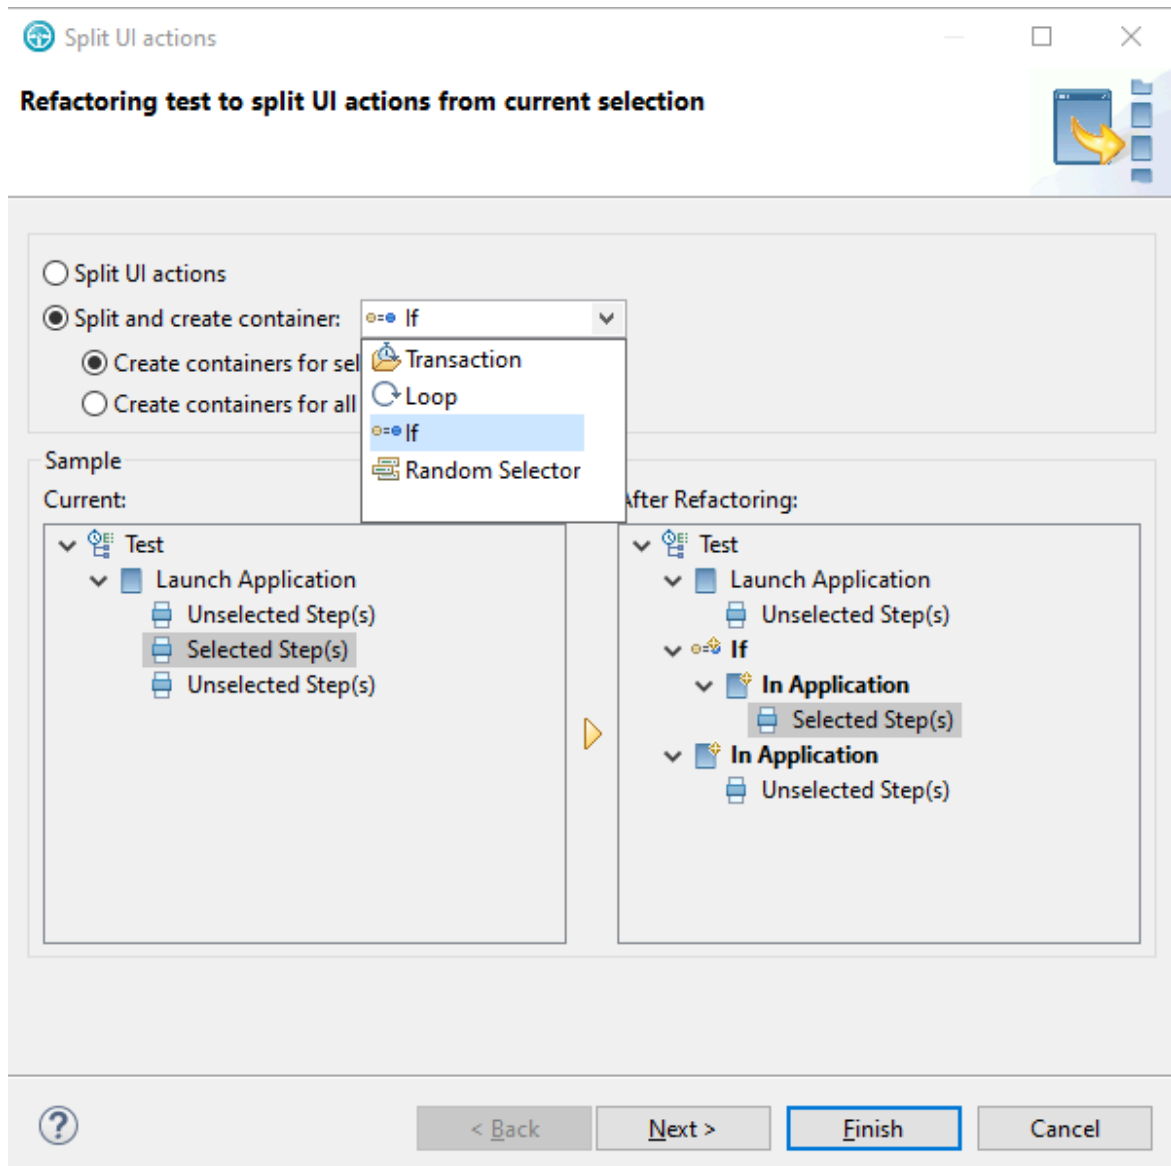 Split UI actions
Refactoring test to split UI actions from current selection
Split UI actions
Split and create container: If
Create containers for sel
Create containers for all
Transaction
Loop
If
Random Selector
Sample
Current:
Test
Launch Application
Unselected Step(s)
Selected Step(s)
Unselected Step(s)
After Refactoring:
Test
Launch Application
Unselected Step(s)
If
In Application
Selected Step(s)
In Application
Unselected Step(s)
? < Back Next > Finish Cancel